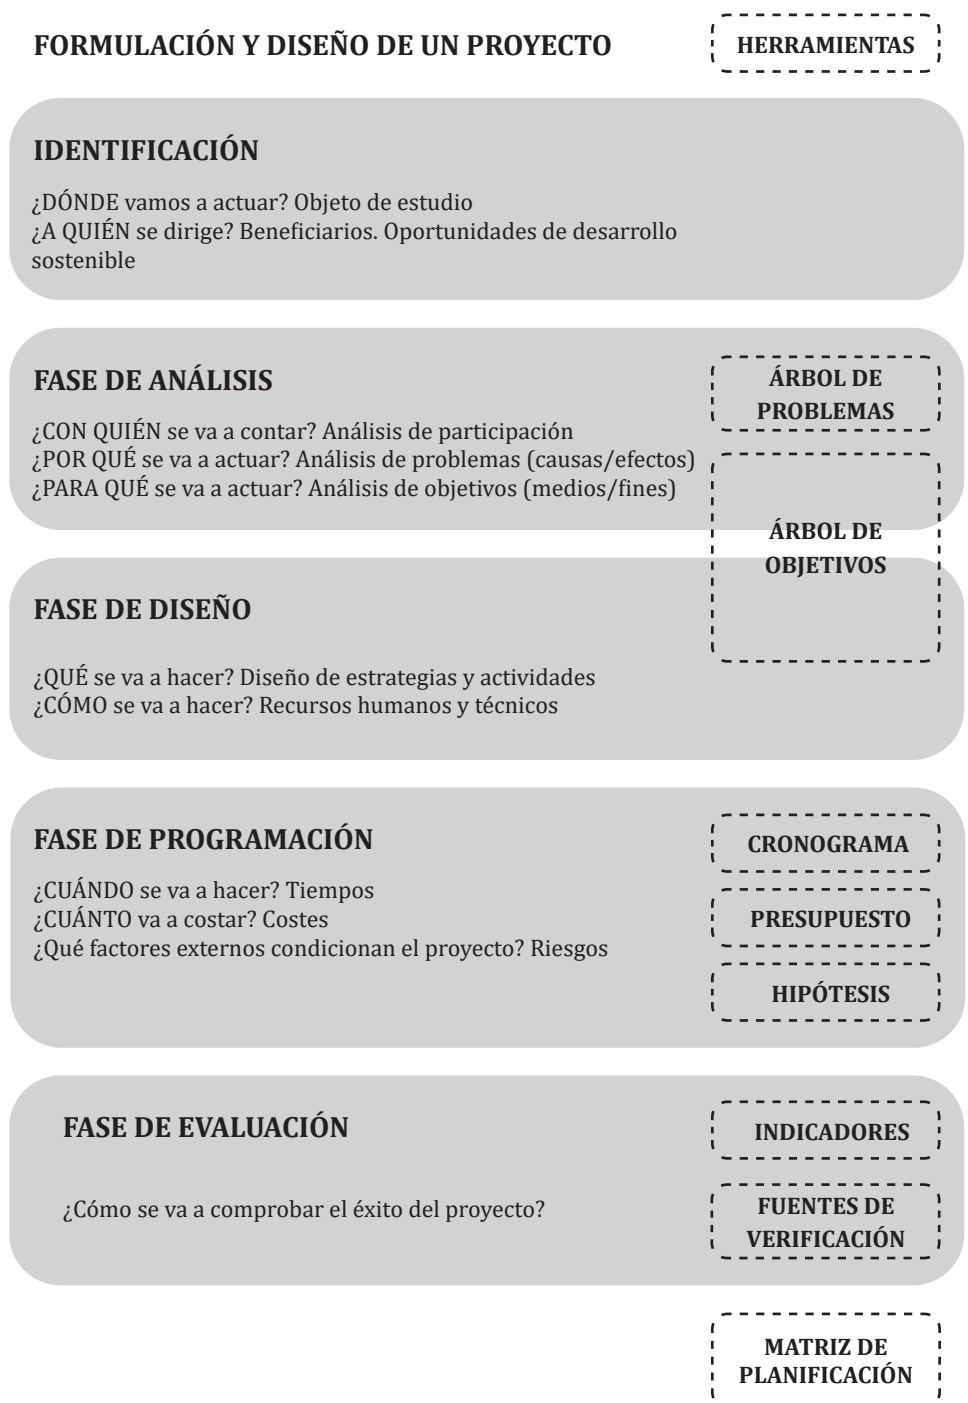 FORMULACIÓN Y DISEÑO DE UN PROYECTO
HERRAMIENTAS
IDENTIFICACIÓN
¿DÓNDE vamos a actuar? Objeto de estudio
¿A QUIÉN se dirige? Beneficiarios. Oportunidades de desarrollo
sostenible
FASE DE ANÁLISIS
¿CON QUIÉN se va a contar? Análisis de participación
¿POR QUÉ se va a actuar? Análisis de problemas (causas/efectos)
¿PARA QUÉ se va a actuar? Análisis de objetivos (medios/fines)
ÁRBOL DE
PROBLEMAS
ÁRBOL DE
OBJETIVOS
FASE DE DISEÑO
¿QUÉ se va a hacer? Diseño de estrategias y actividades
¿CÓMO se va a hacer? Recursos humanos y técnicos
FASE DE PROGRAMACIÓN
¿CUÁNDO se va a hacer? Tiempos
¿CUÁNTO va a costar? Costes
¿Qué factores externos condicionan el proyecto? Riesgos
CRONOGRAMA
PRESUPUESTO
HIPÓTESIS
FASE DE EVALUACIÓN
¿Cómo se va a comprobar el éxito del proyecto?
INDICADORES
FUENTES DE
VERIFICACIÓN
MATRIZ DE
PLANIFICACIÓN